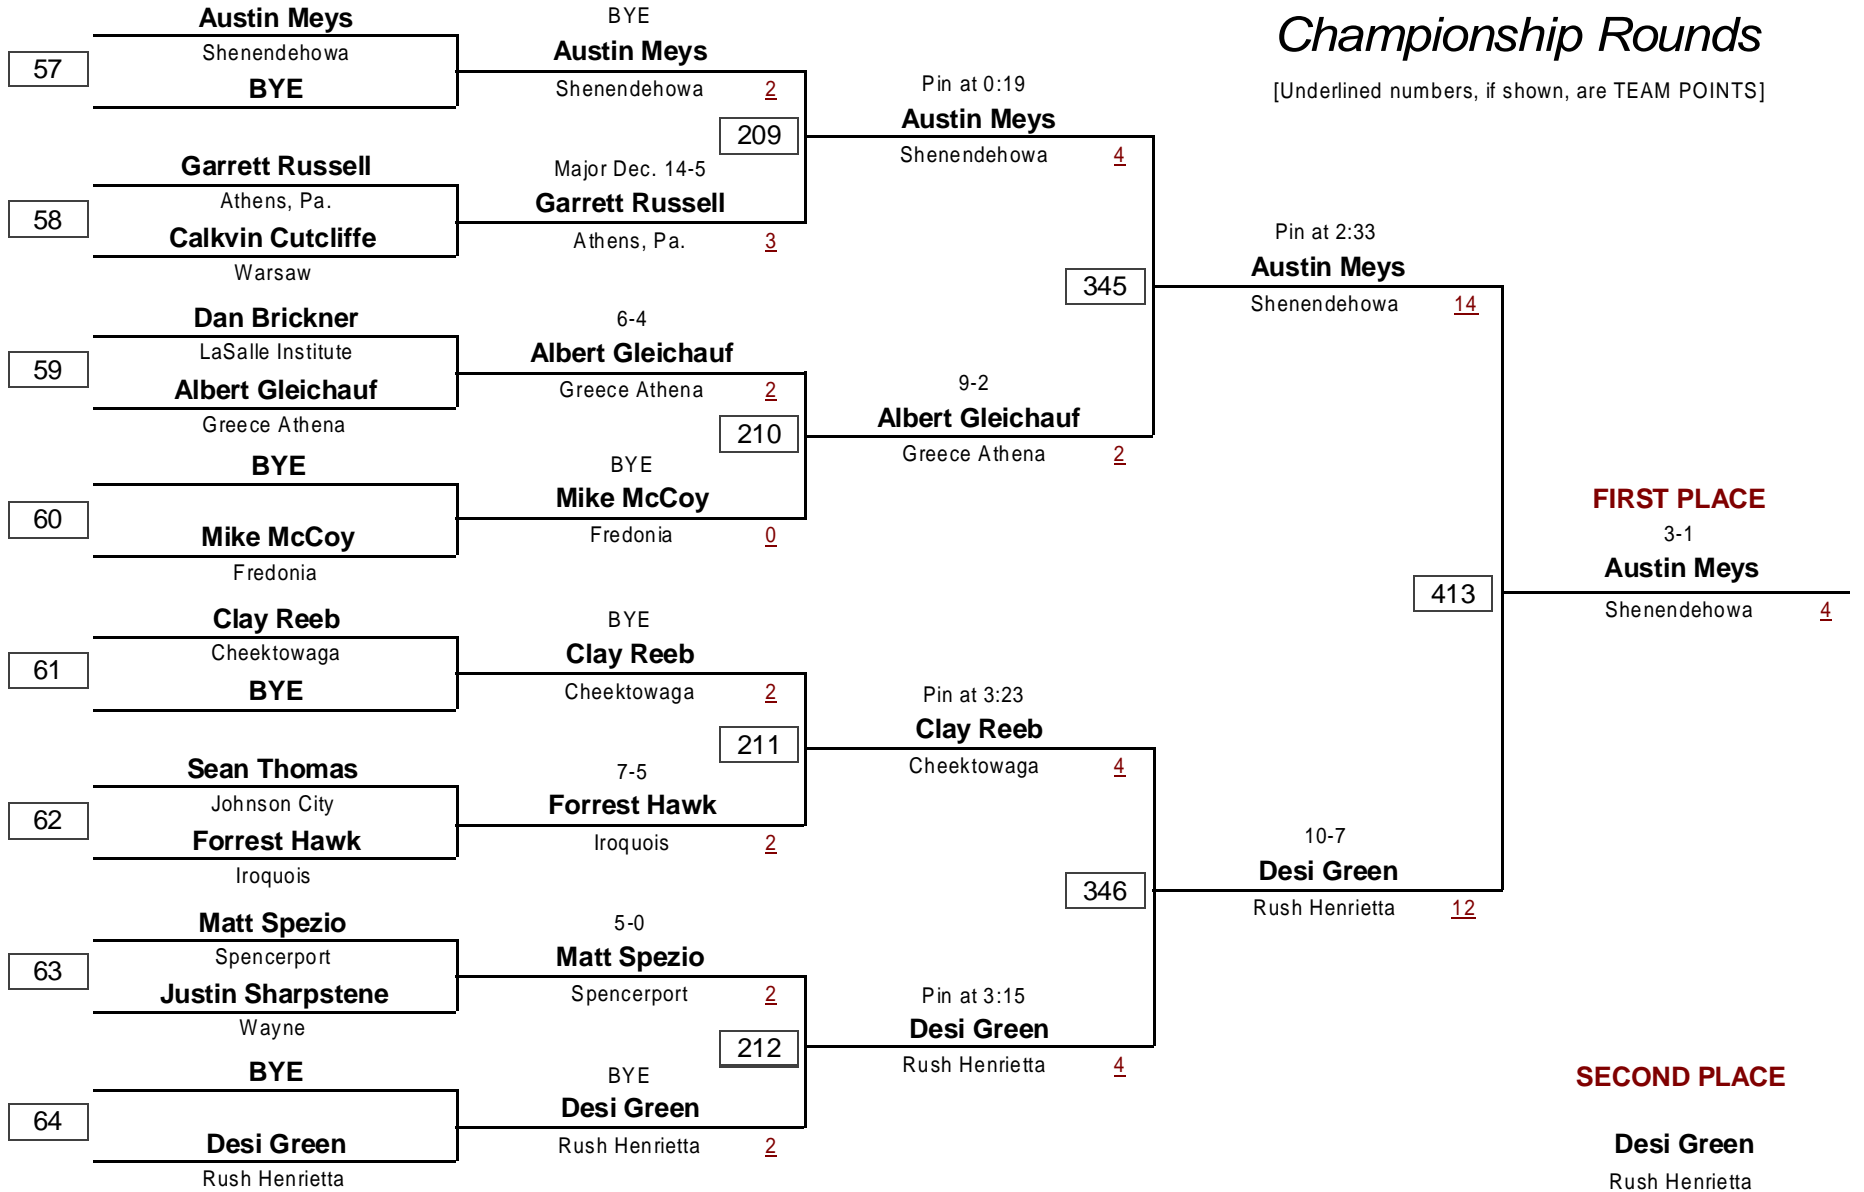 Championship Rounds
[Underlined numbers, if shown, are TEAM POINTS]
Austin Meys
Shenendehowa
57
BYE
Garrett Russell
Athens, Pa.
58
Calkvin Cutcliffe
Warsaw
Dan Brickner
LaSalle Institute
59
Albert Gleichauf
Greece Athena
BYE
60
Mike McCoy
Fredonia
Clay Reeb
Cheektowaga
61
BYE
Sean Thomas
Johnson City
62
Forrest Hawk
Iroquois
Matt Spezio
Spencerport
63
Justin Sharpstene
Wayne
BYE
64
Desi Green
Rush Henrietta
BYE
Austin Meys
Shenendehowa 2
209
Major Dec. 14-5
Garrett Russell
Athens, Pa. 3
6-4
Albert Gleichauf
Greece Athena 2
210
BYE
Mike McCoy
Fredonia 0
BYE
Clay Reeb
Cheektowaga 2
211
7-5
Forrest Hawk
Iroquois 2
5-0
Matt Spezio
Spencerport 2
212
BYE
Desi Green
Rush Henrietta 2
Pin at 0:19
Austin Meys
Shenendehowa 4
345
9-2
Albert Gleichauf
Greece Athena 2
Pin at 3:23
Clay Reeb
Cheektowaga 4
346
Pin at 3:15
Desi Green
Rush Henrietta 4
Pin at 2:33
Austin Meys
Shenendehowa 14
413
10-7
Desi Green
Rush Henrietta 12
FIRST PLACE
3-1
Austin Meys
Shenendehowa 4
SECOND PLACE
Desi Green
Rush Henrietta